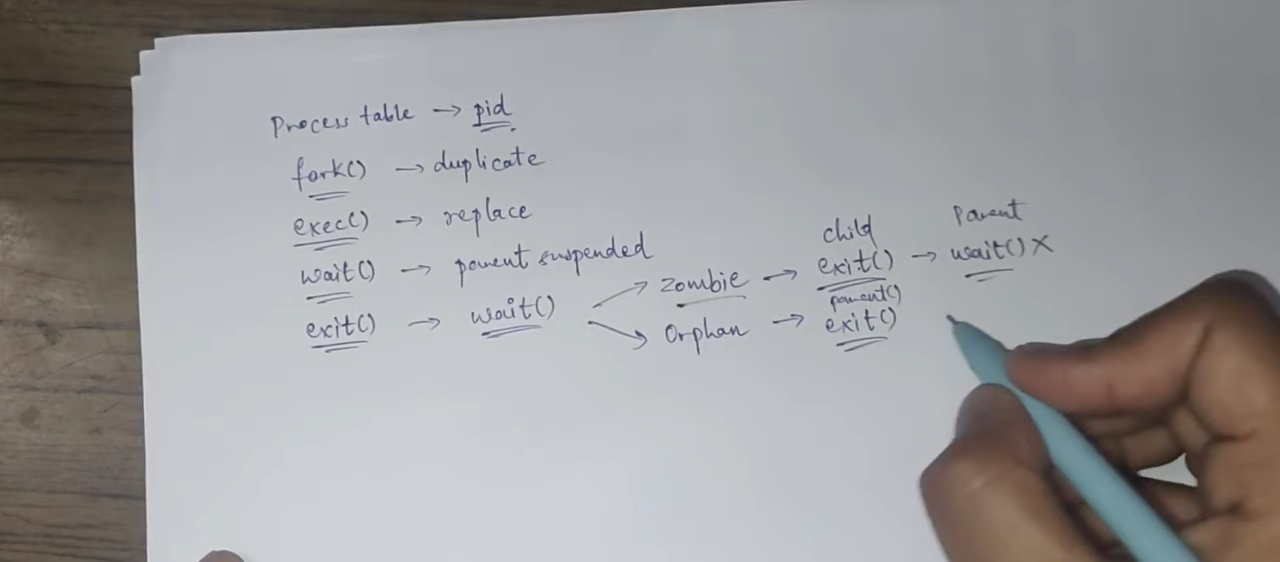 Process table → pid
fork() → duplicate
exec() → replace
wait() → parent suspended
exit() → wait()
Zombie → child exit() → Parent wait() X
Orphan → parent() exit()